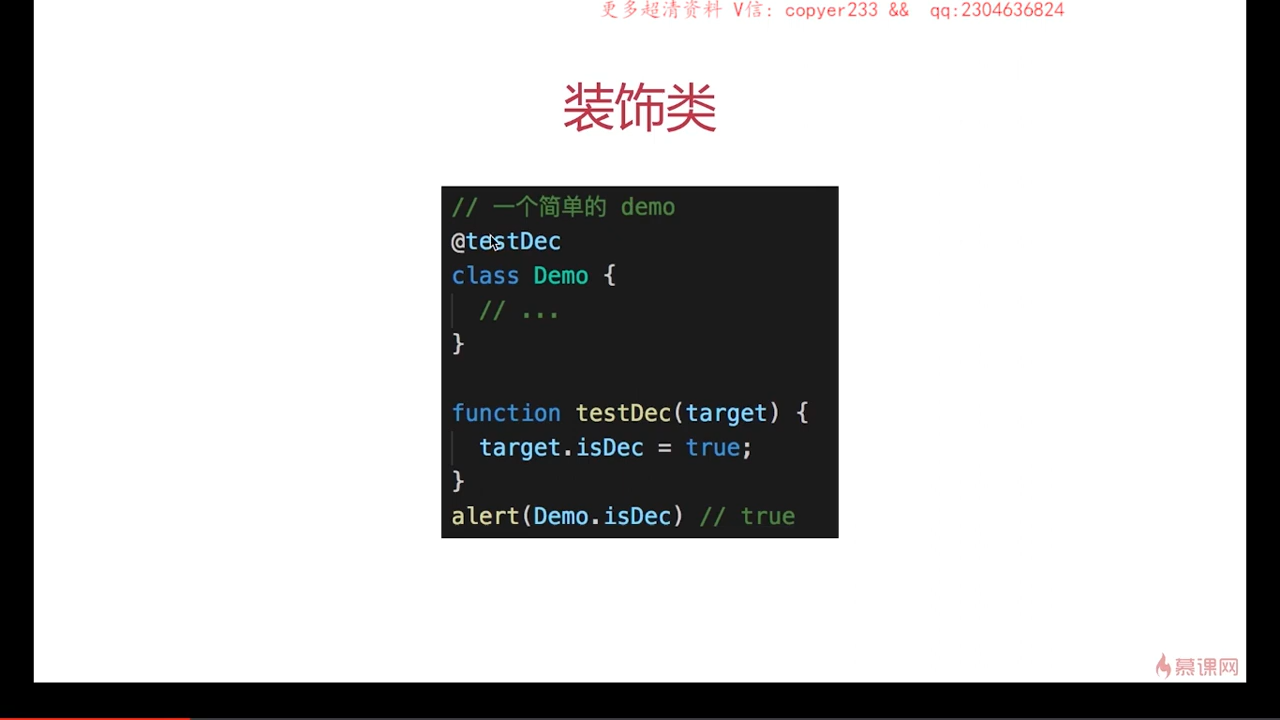 更多超清资料 V信: copyer233 && qq:2304636824
装饰类
// 一个简单的 demo
@testDec
class Demo {
// ...
}
function testDec(target) {
target.isDec = true;
}
alert(Demo.isDec) // true
慕课网